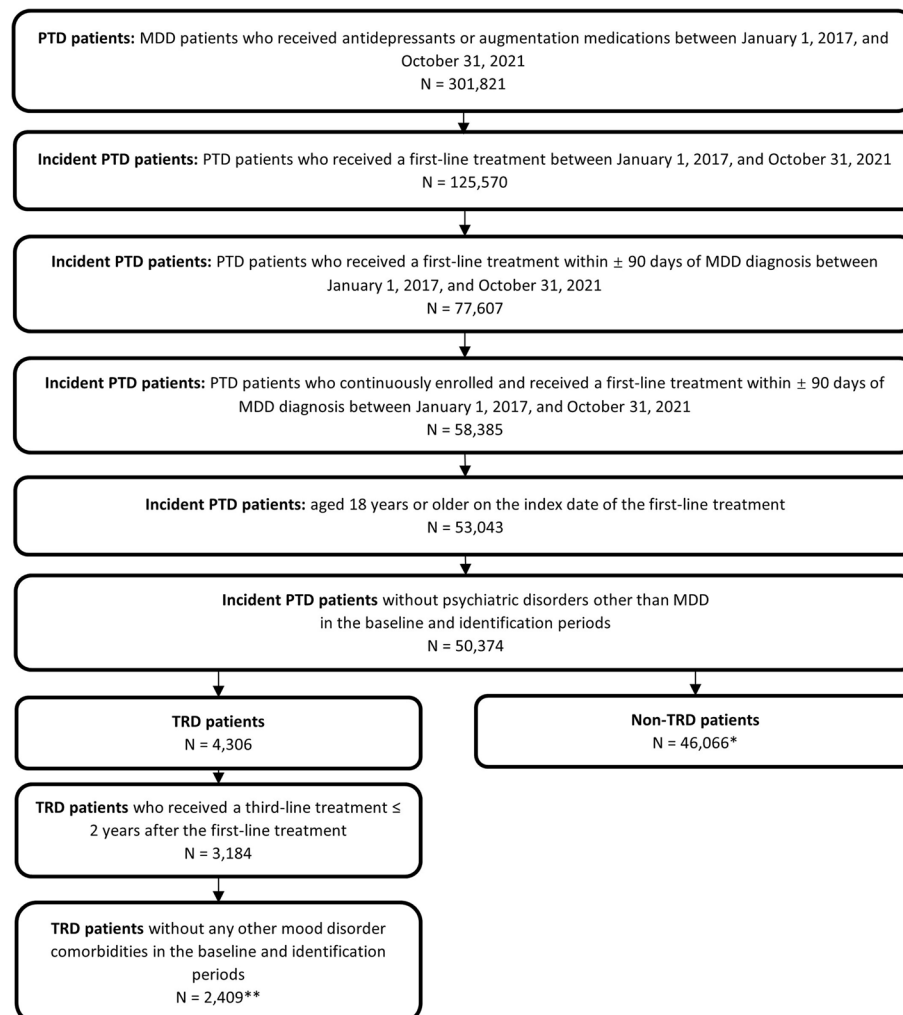 PTD patients: MDD patients who received antidepressants or augmentation medications between January 1, 2017, and
October 31, 2021
N = 301,821
Incident PTD patients: PTD patients who received a first-line treatment between January 1, 2017, and October 31, 2021
N = 125,570
Incident PTD patients: PTD patients who received a first-line treatment within ± 90 days of MDD diagnosis between
January 1, 2017, and October 31, 2021
N = 77,607
Incident PTD patients: PTD patients who continuously enrolled and received a first-line treatment within ± 90 days of
MDD diagnosis between January 1, 2017, and October 31, 2021
N = 58,385
Incident PTD patients: aged 18 years or older on the index date of the first-line treatment
N = 53,043
Incident PTD patients without psychiatric disorders other than MDD
in the baseline and identification periods
N = 50,374
TRD patients
N = 4,306
Non-TRD patients
N = 46,066*
TRD patients who received a third-line treatment ≤
2 years after the first-line treatment
N = 3,184
TRD patients without any other mood disorder
comorbidities in the baseline and identification
periods
N = 2,409**